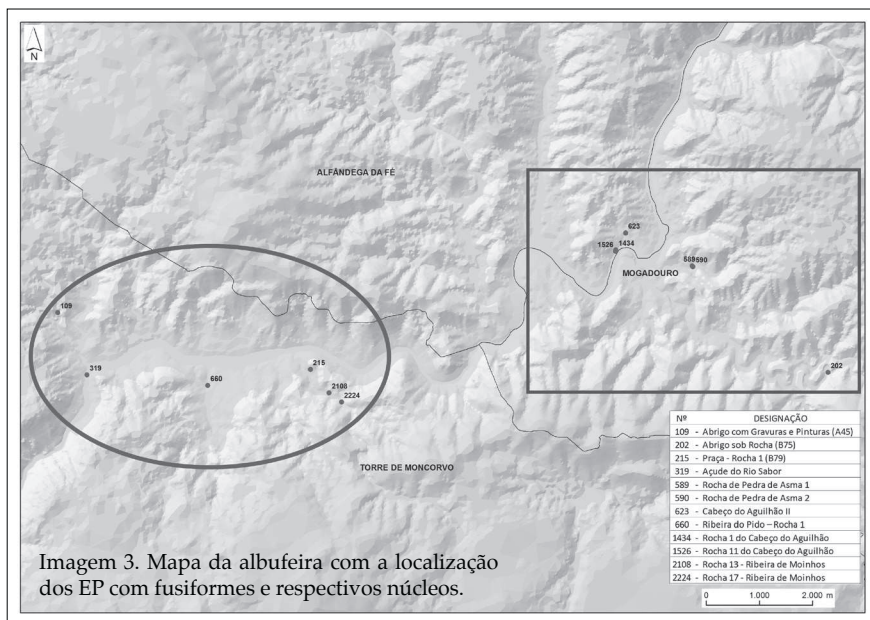 N
ALFÂNDEGA DA FÉ
623
1526 1434
589 590
MOGADOURO
109
319
215
660
2108
2224
202
TORRE DE MONCORVO
Nº DESIGNAÇÃO
109 - Abrigo com Gravuras e Pinturas (A45)
202 - Abrigo sob Rocha (B75)
215 - Praça - Rocha 1 (B79)
319 - Açude do Rio Sabor
589 - Rocha de Pedra de Asma 1
590 - Rocha de Pedra de Asma 2
623 - Cabeço do Aguilhão II
660 - Ribeira do Pido – Rocha 1
1434 - Rocha 1 do Cabeço do Aguilhão
1526 - Rocha 11 do Cabeço do Aguilhão
2108 - Rocha 13 - Ribeira de Moinhos
2224 - Rocha 17 - Ribeira de Moinhos
0 1.000 2.000 m
Imagem 3. Mapa da albufeira com a localização
dos EP com fusiformes e respectivos núcleos.